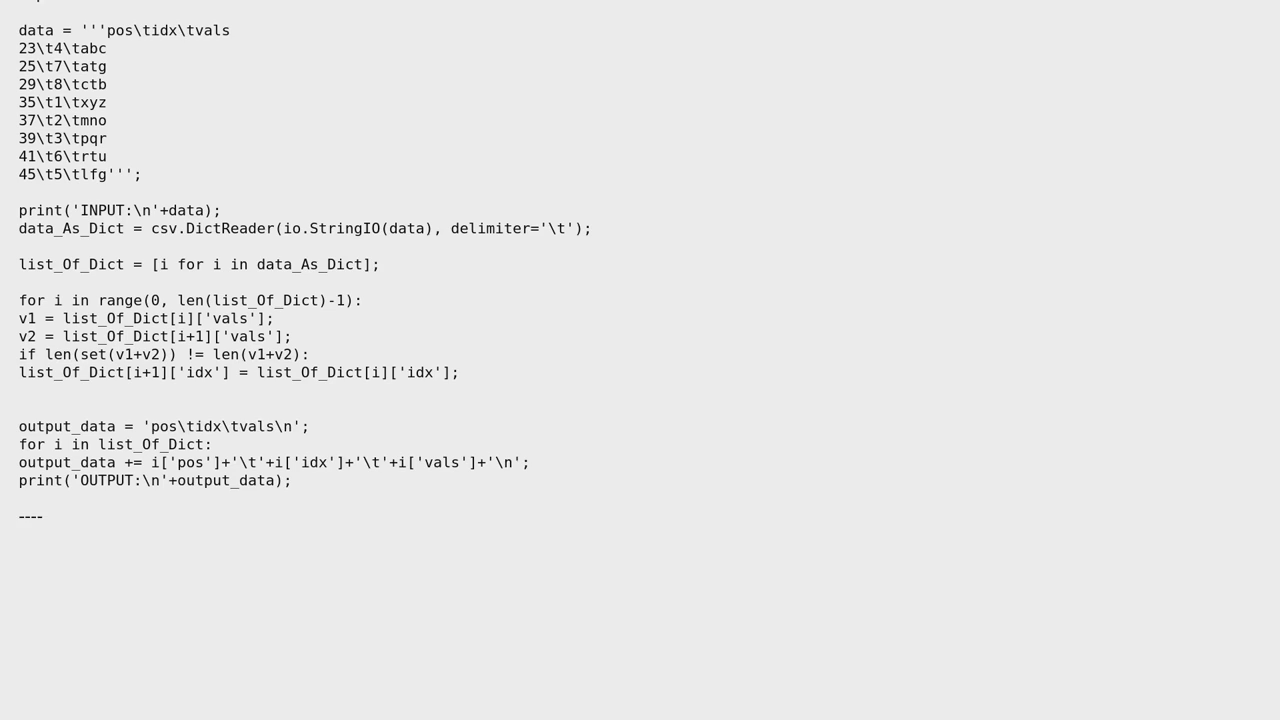 data = '''pos\tidx\tvals
23\t4\tabc
25\t7\tatg
29\t8\tctb
35\t1\txyz
37\t2\tmno
39\t3\tpqr
41\t6\trtu
45\t5\tlfg''';
print('INPUT:\n'+data);
data_As_Dict = csv.DictReader(io.StringIO(data), delimiter='\t');
list_Of_Dict = [i for i in data_As_Dict];
for i in range(0, len(list_Of_Dict)-1):
v1 = list_Of_Dict[i]['vals'];
v2 = list_Of_Dict[i+1]['vals'];
if len(set(v1+v2)) != len(v1+v2):
list_Of_Dict[i+1]['idx'] = list_Of_Dict[i]['idx'];
output_data = 'pos\tidx\tvals\n';
for i in list_Of_Dict:
output_data += i['pos']+'\t'+i['idx']+'\t'+i['vals']+'\n';
print('OUTPUT:\n'+output_data);
----